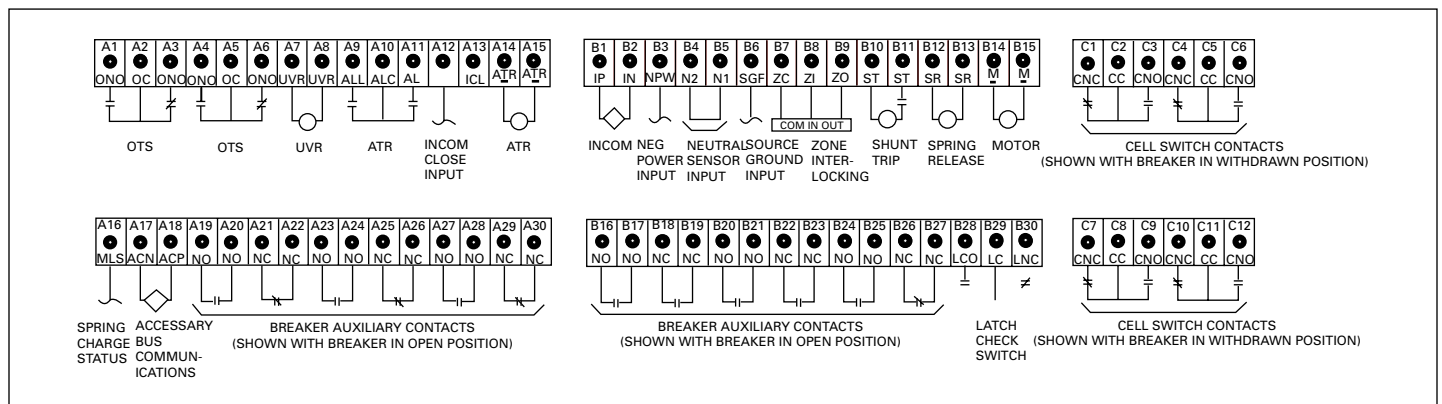 A1 A2 A3 A4 A5 A6 A7 A8 A9 A10 A11 A12 A13 A14 A15
ONO OC ONO ONO OC ONO UVR UVR ALL ALC AL ICL ATR ATR
OTS OTS UVR ATR INCOM CLOSE INPUT ATR
B1 B2 B3 B4 B5 B6 B7 B8 B9 B10 B11 B12 B13 B14 B15
IP IN NPW N2 N1 SGF ZC ZI ZO ST ST SR SR M M
COM IN OUT
INCOM NEG POWER INPUT NEUTRAL SENSOR INPUT SOURCE GROUND INPUT ZONE INTER-LOCKING SHUNT TRIP SPRING RELEASE MOTOR
C1 C2 C3 C4 C5 C6
CNC CC CNO CNC CC CNO
CELL SWITCH CONTACTS
(SHOWN WITH BREAKER IN WITHDRAWN POSITION)
A16 A17 A18 A19 A20 A21 A22 A23 A24 A25 A26 A27 A28 A29 A30
MLS ACN ACP NO NO NC NC NO NO NC NC NO NO NC NC
SPRING CHARGE STATUS
ACCESSARY BUS COMMUN-ICATIONS
BREAKER AUXILIARY CONTACTS
(SHOWN WITH BREAKER IN OPEN POSITION)
B16 B17 B18 B19 B20 B21 B22 B23 B24 B25 B26 B27 B28 B29 B30
NO NO NC NC NO NO NC NC NO NO NC NC LCO LC LNC
BREAKER AUXILIARY CONTACTS
(SHOWN WITH BREAKER IN OPEN POSITION)
LATCH CHECK SWITCH
C7 C8 C9 C10 C11 C12
CNC CC CNO CNC CC CNO
CELL SWITCH CONTACTS
(SHOWN WITH BREAKER IN WITHDRAWN POSITION)